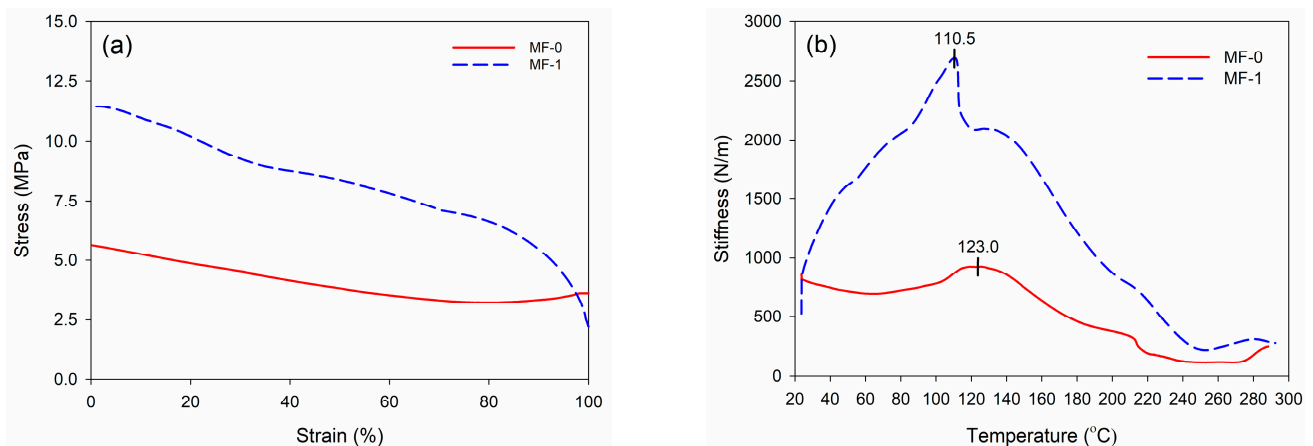 (a)
MF-0
MF-1
15.0
12.5
10.0
7.5
5.0
2.5
0.0
Stress (MPa)
0 20 40 60 80 100
Strain (%)
(b)
110.5
123.0
MF-0
MF-1
3000
2500
2000
1500
1000
500
0
Stiffness (N/m)
20 40 60 80 100 120 140 160 180 200 220 240 260 280 300
Temperature (°C)